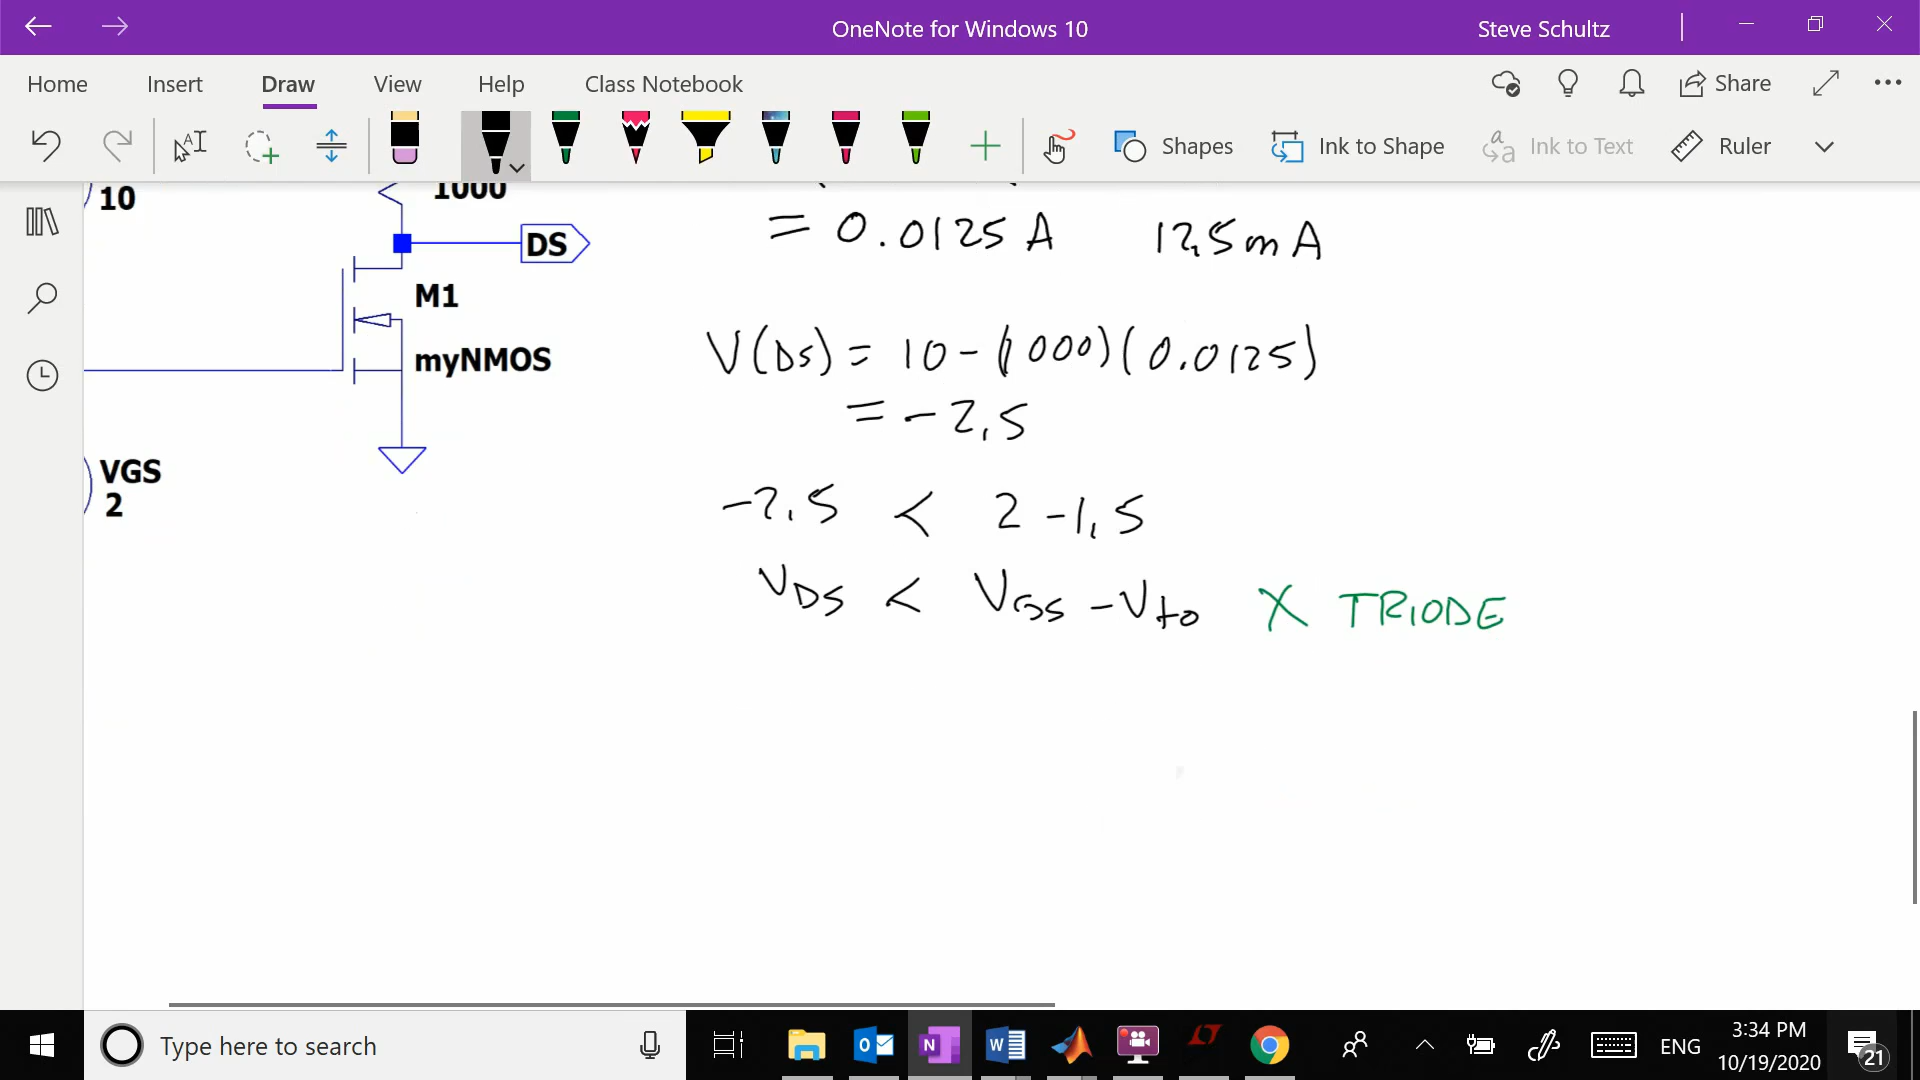 OneNote for Windows 10
Steve Schultz
Home Insert Draw View Help Class Notebook
Share
Shapes Ink to Shape Ink to Text Ruler
10
1000
DS
M1
myNMOS
VGS
2
= 0.0125 A 12.5 mA
V(DS) = 10 - (1000)(0.0125)
= -2.5
-2.5 < 2 - 1.5
VDS < VGS - Vto X TRIODE
Type here to search
ENG
3:34 PM
10/19/2020
21